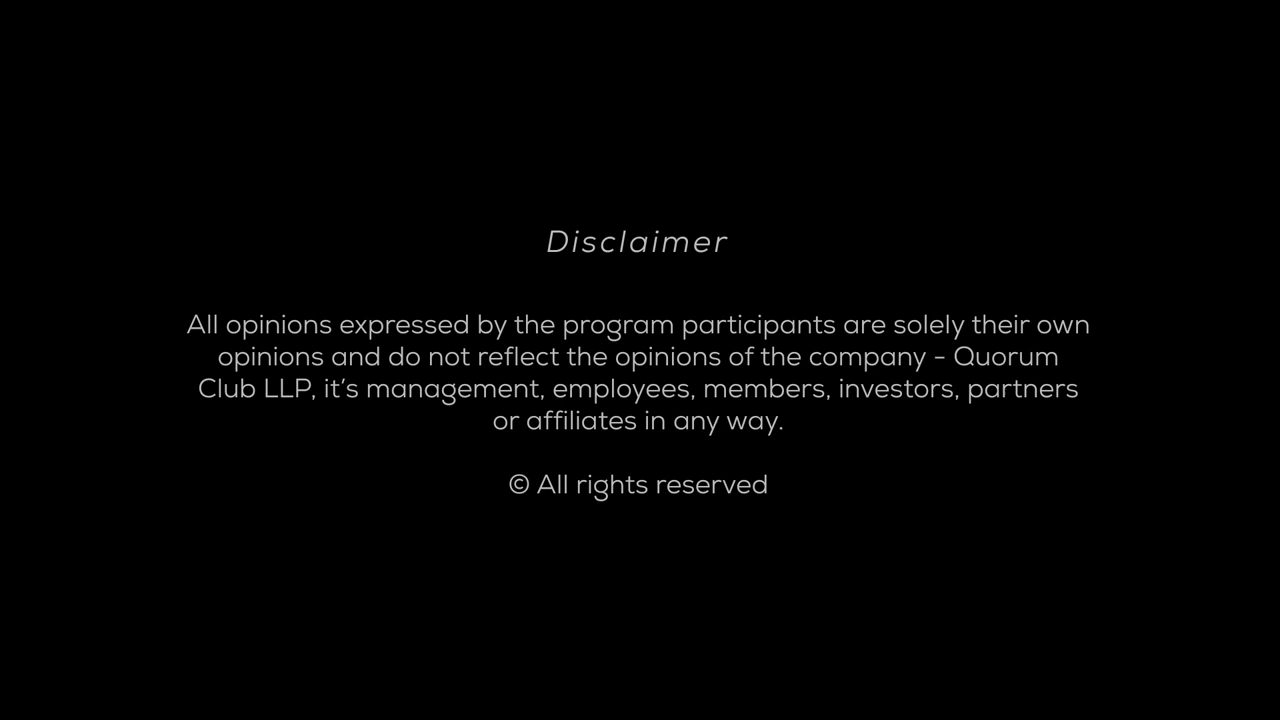 Disclaimer
All opinions expressed by the program participants are solely their own
opinions and do not reflect the opinions of the company - Quorum
Club LLP, it’s management, employees, members, investors, partners
or affiliates in any way.
© All rights reserved